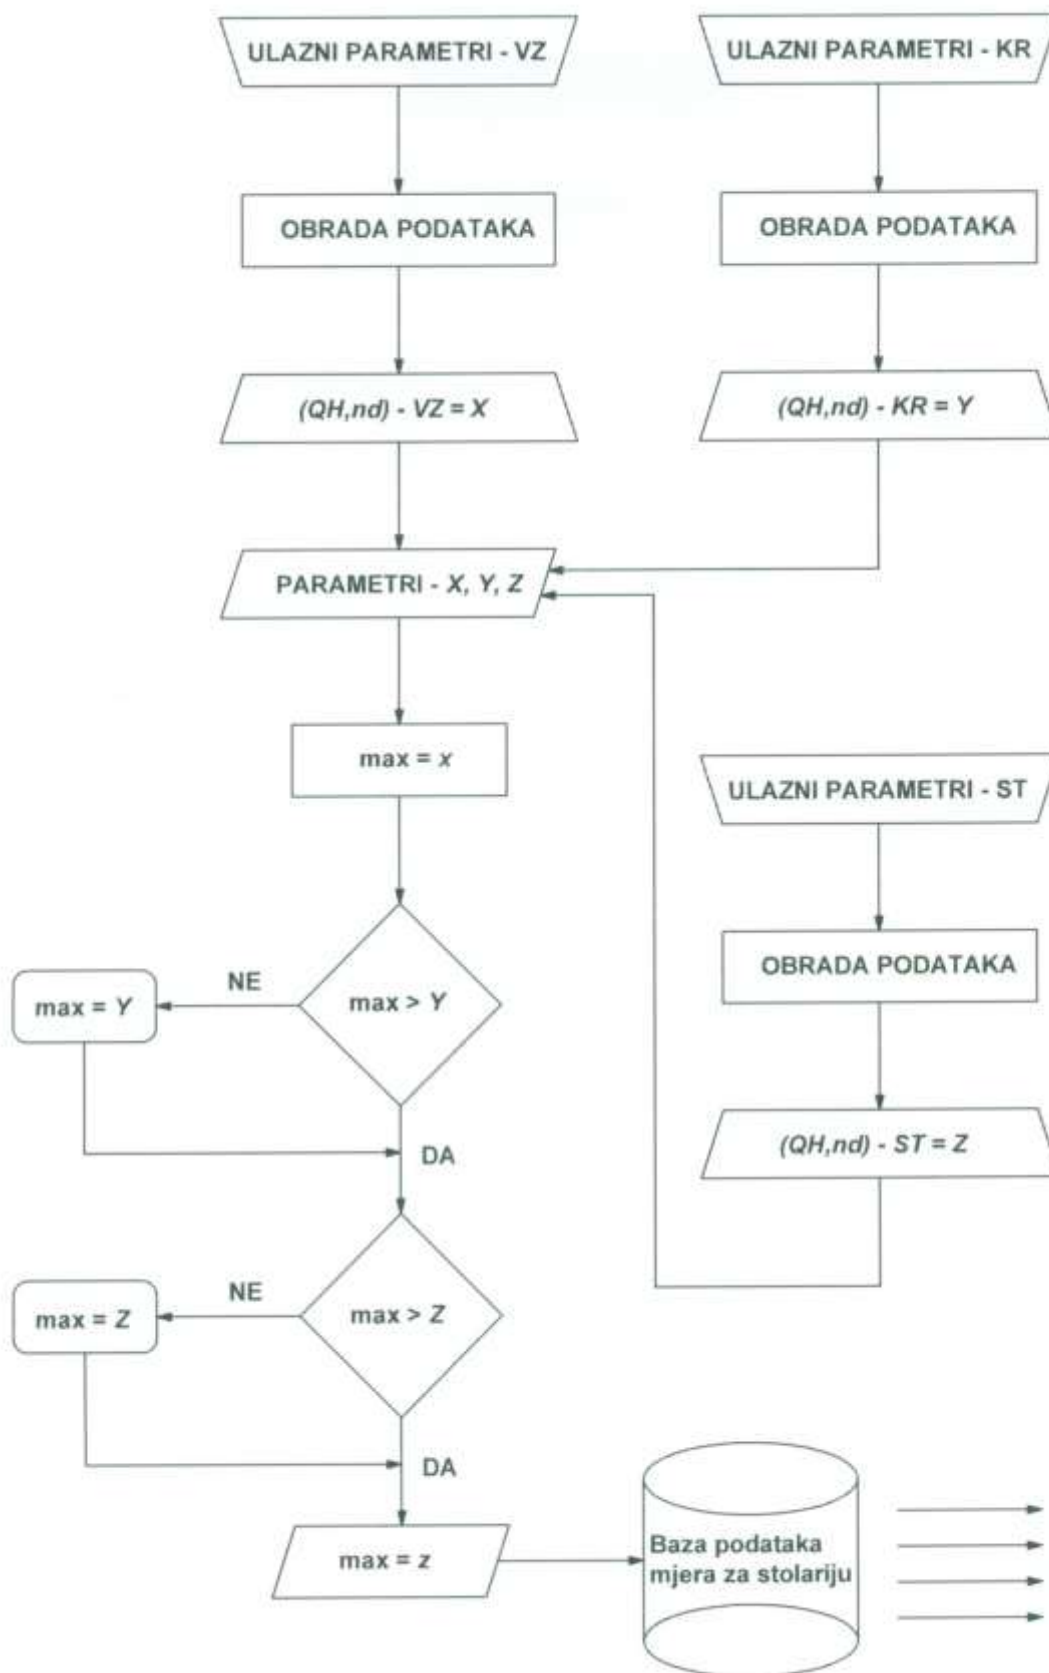 ULAZNI PARAMETRI - VZ
ULAZNI PARAMETRI - KR
OBRADA PODATAKA
OBRADA PODATAKA
(QH,nd) - VZ = X
(QH,nd) - KR = Y
PARAMETRI - X, Y, Z
max = x
ULAZNI PARAMETRI - ST
OBRADA PODATAKA
NE
max > Y
max = Y
DA
(QH,nd) - ST = Z
NE
max > Z
max = Z
DA
max = z
Baza podataka
mjera za stolariju